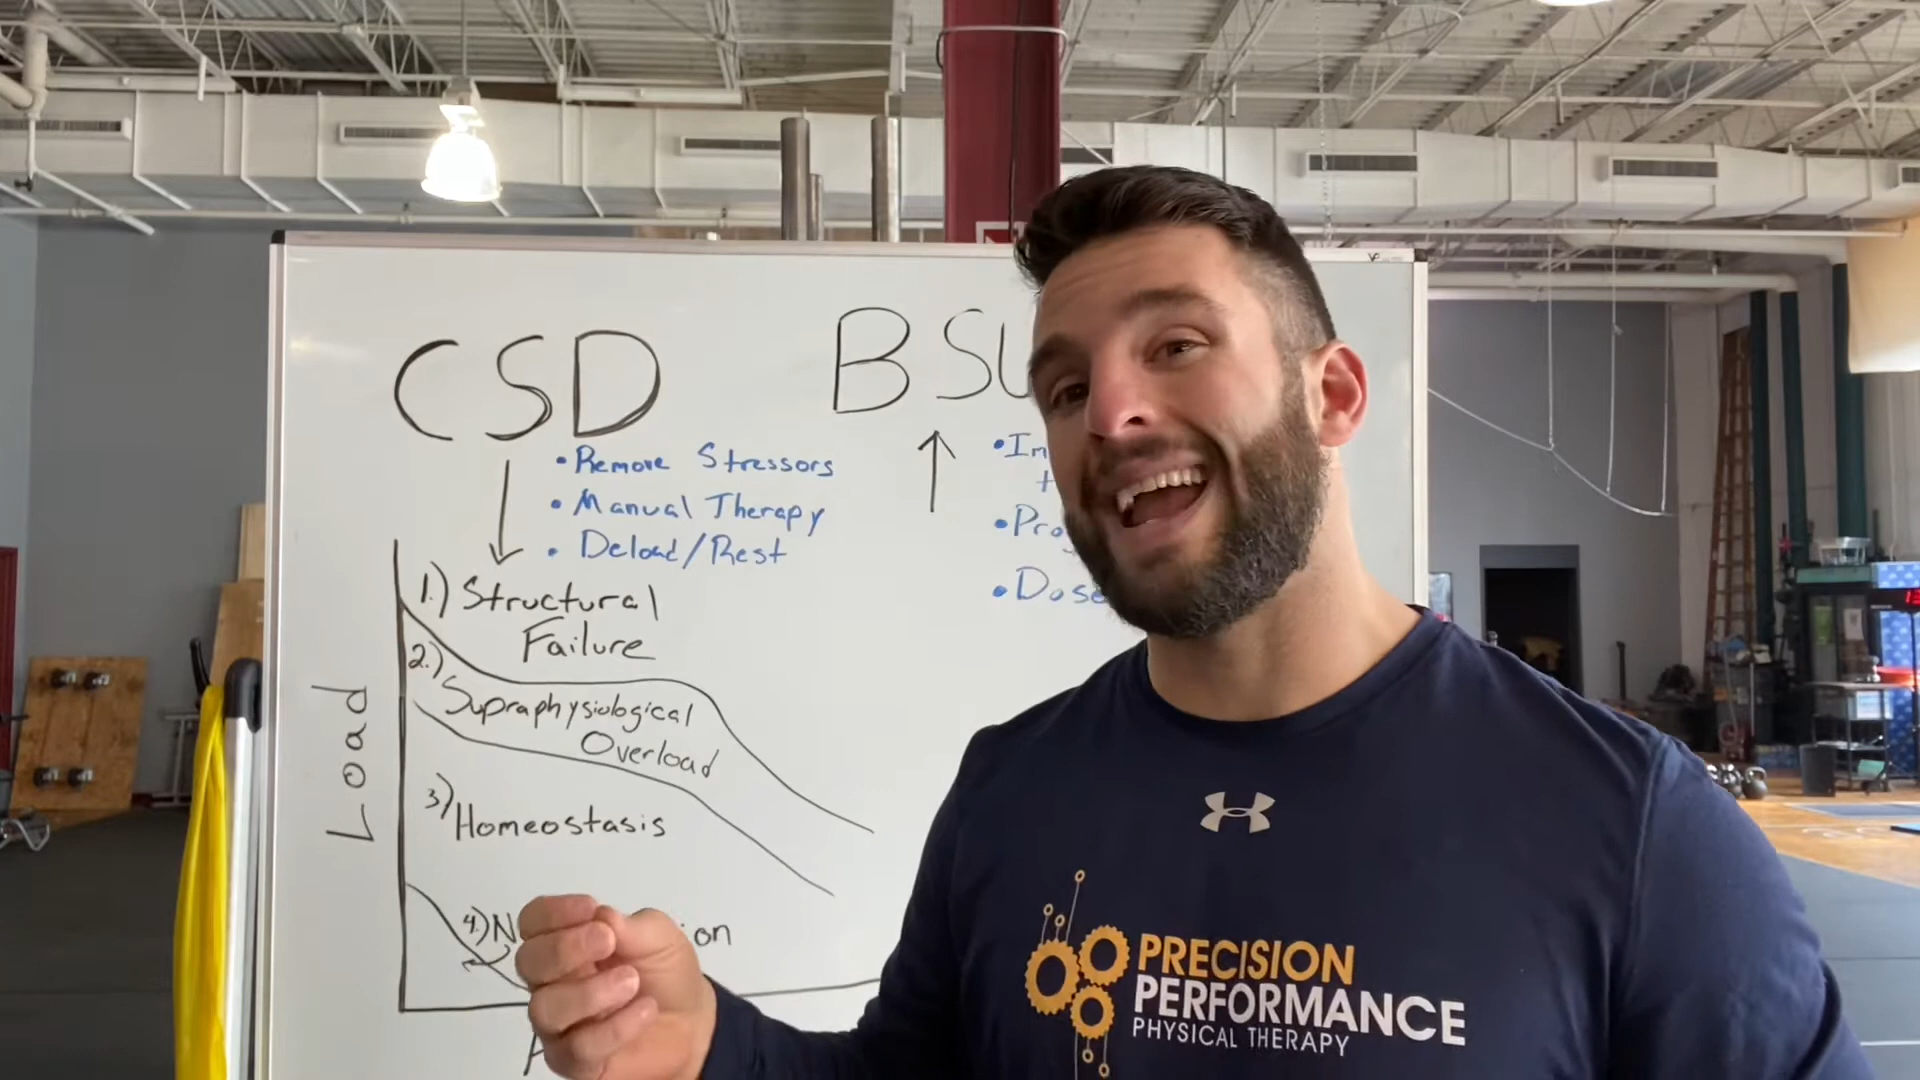 CSD
• Remove Stressors
• Manual Therapy
• Deload/Rest
1.) Structural
Failure
2.)
Supraphysiological
Overload
3) Homeostasis
4.)
Load
BSU
PRECISION
PERFORMANCE
PHYSICAL THERAPY